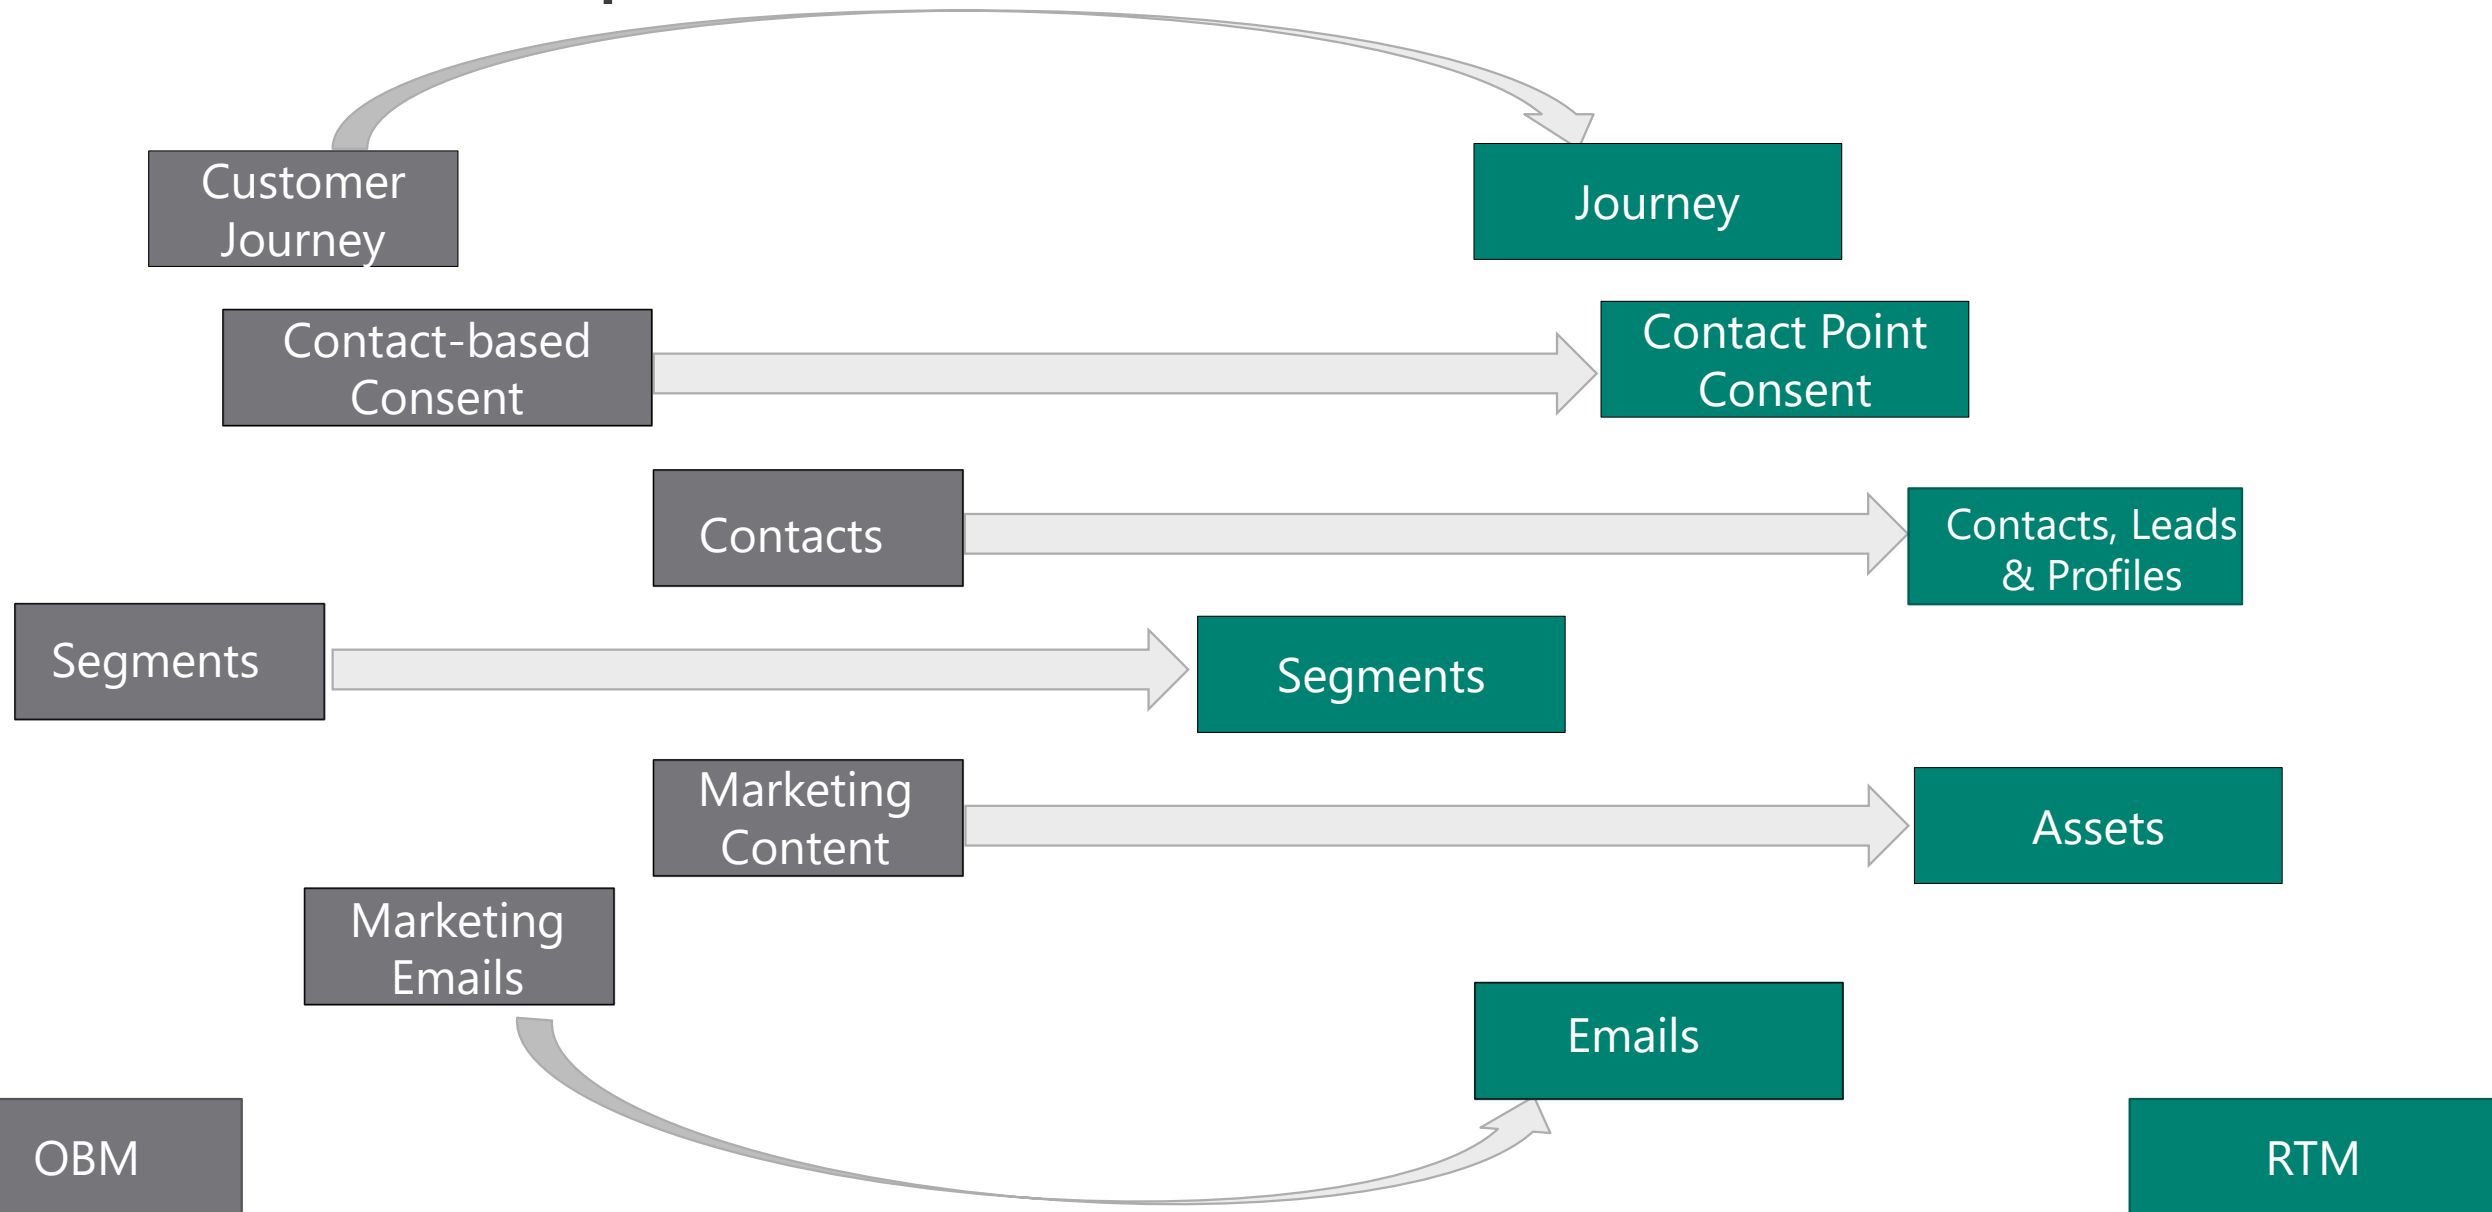 Customer
Journey
Journey
Contact-based
Consent
Contact Point
Consent
Contacts
Contacts, Leads
& Profiles
Segments
Segments
Marketing
Content
Assets
Marketing
Emails
Emails
OBM
RTM